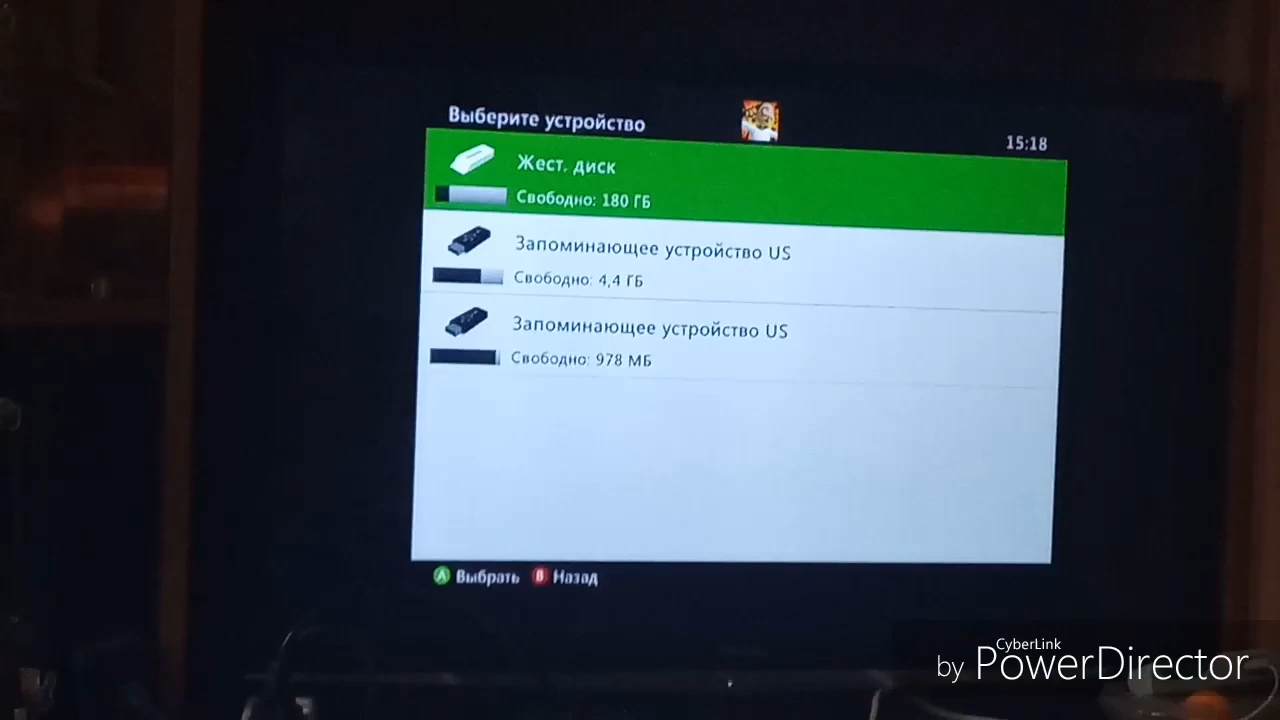 Выберите устройство
15:18
Жест. диск
Свободно: 180 ГБ
Запоминающее устройство US
Свободно: 4,4 ГБ
Запоминающее устройство US
Свободно: 978 МБ
A Выбрать B Назад
CyberLink
by PowerDirector